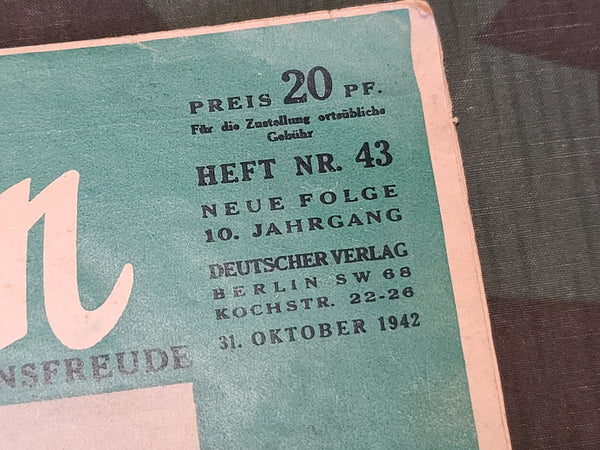 PREIS 20 PF.
Für die Zustellung ortsübliche
Gebühr
HEFT NR. 43
NEUE FOLGE
10. JAHRGANG
DEUTSCHER VERLAG
BERLIN SW 68
KOCHSTR. 22-26
31. OKTOBER 1942
n
NSFREUDE